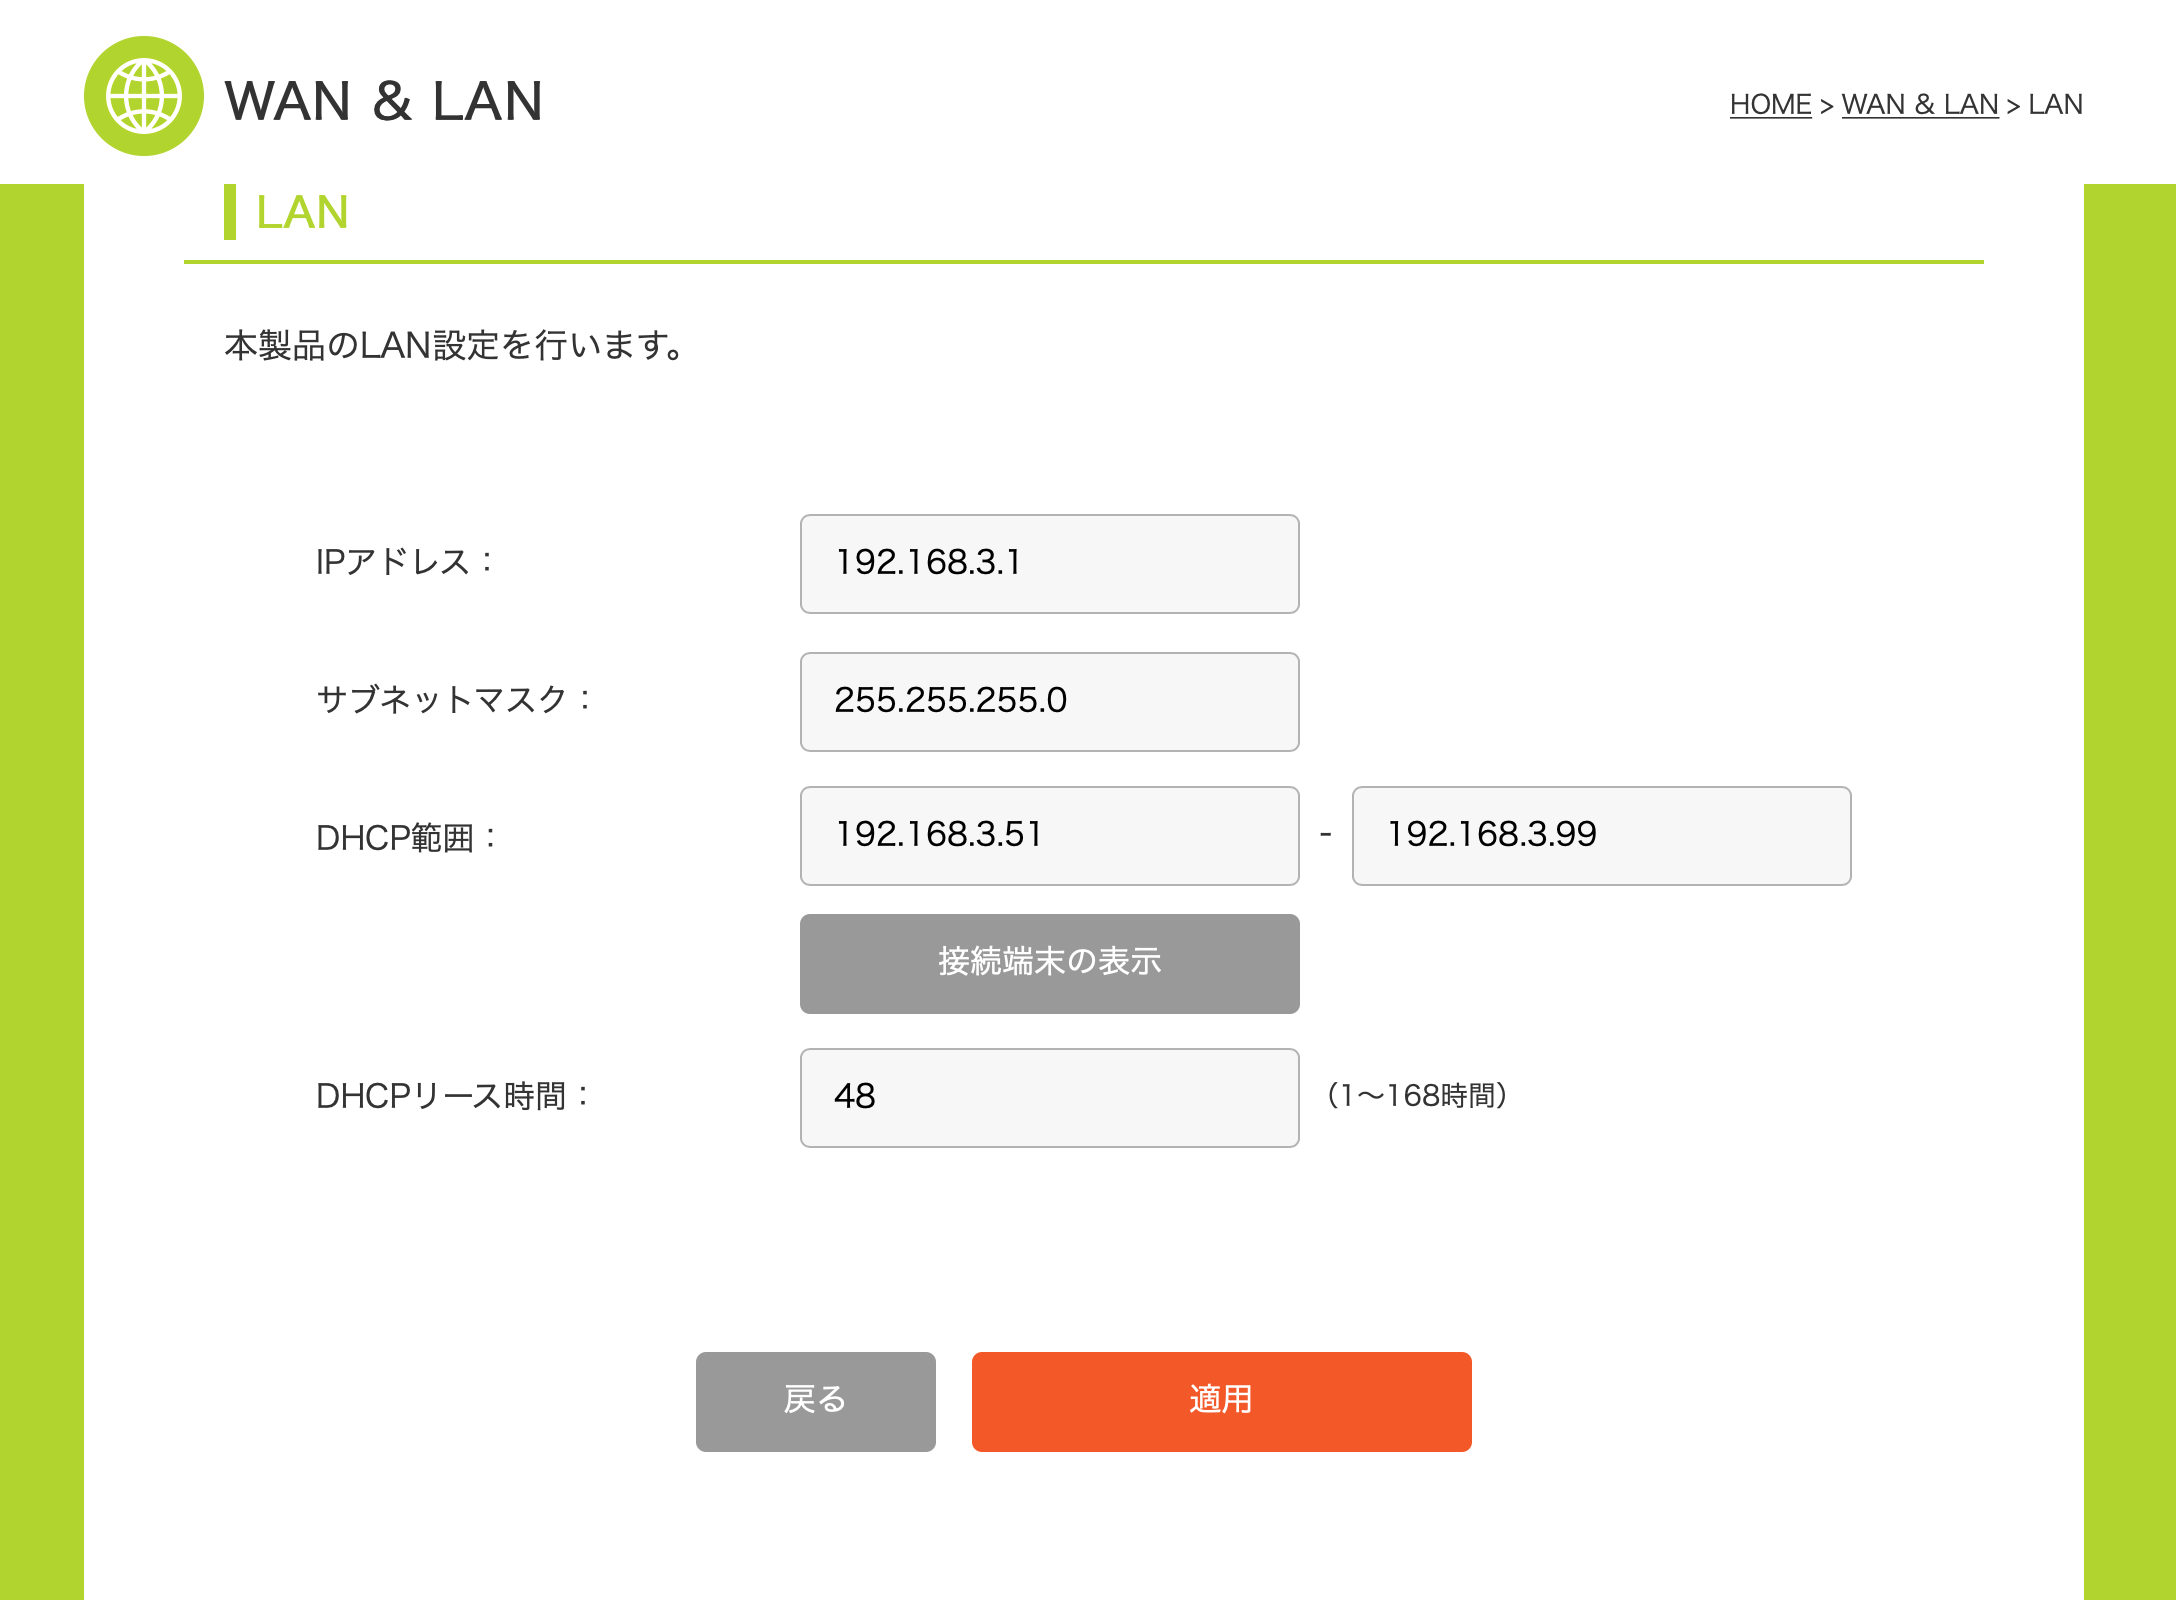 WAN & LAN
HOME > WAN & LAN > LAN
LAN
本製品のLAN設定を行います。
IPアドレス： 192.168.3.1
サブネットマスク： 255.255.255.0
DHCP範囲： 192.168.3.51 - 192.168.3.99
接続端末の表示
DHCPリース時間： 48 （1〜168時間）
戻る 適用